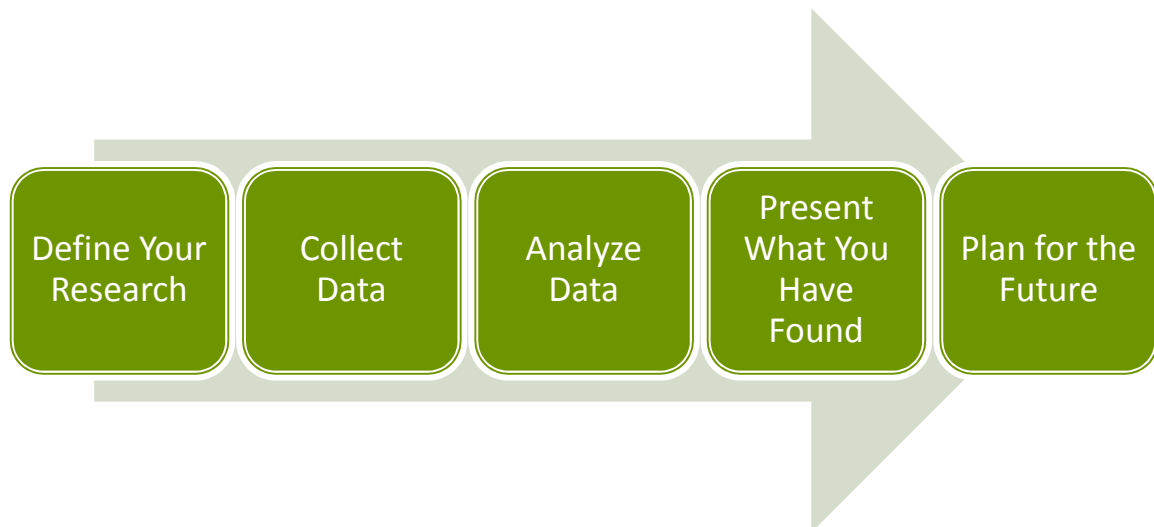 Define Your
Research
Collect
Data
Analyze
Data
Present
What You
Have
Found
Plan for the
Future